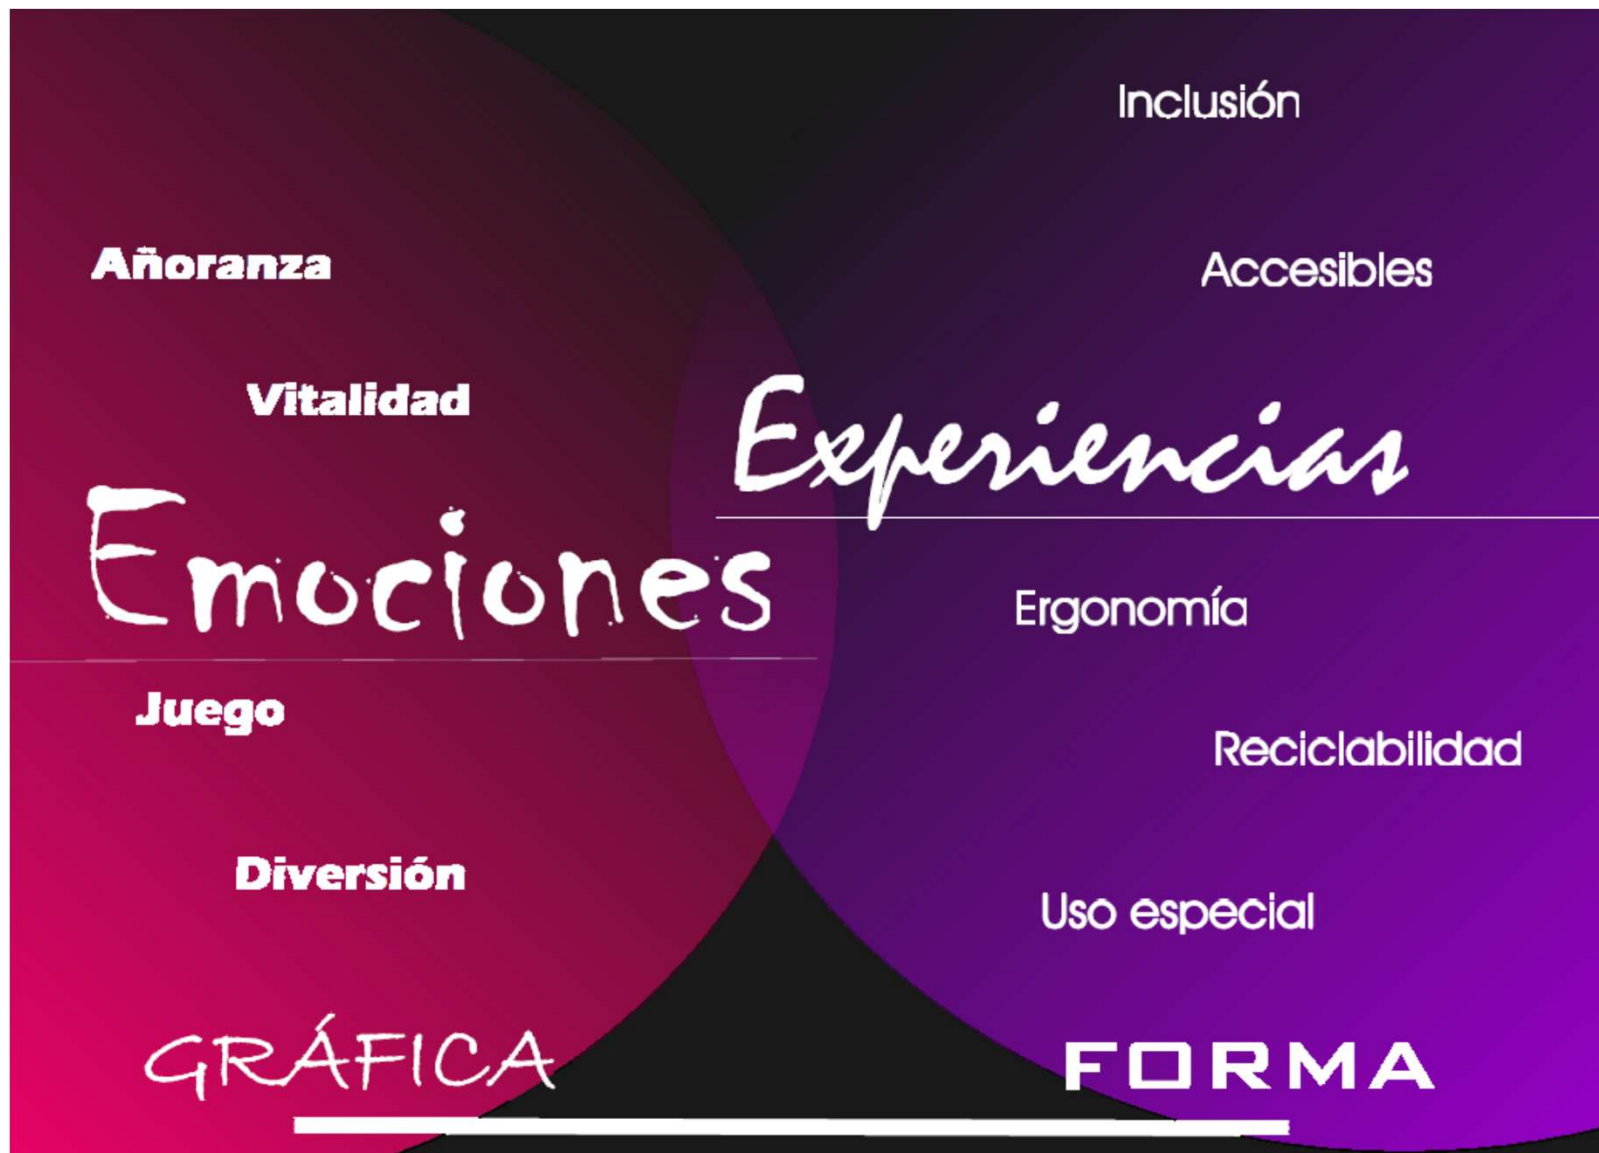 Añoranza
Vitalidad
Emociones
Juego
Diversión
GRÁFICA
Inclusión
Accesibles
Experiencias
Ergonomía
Reciclabilidad
Uso especial
FORMA